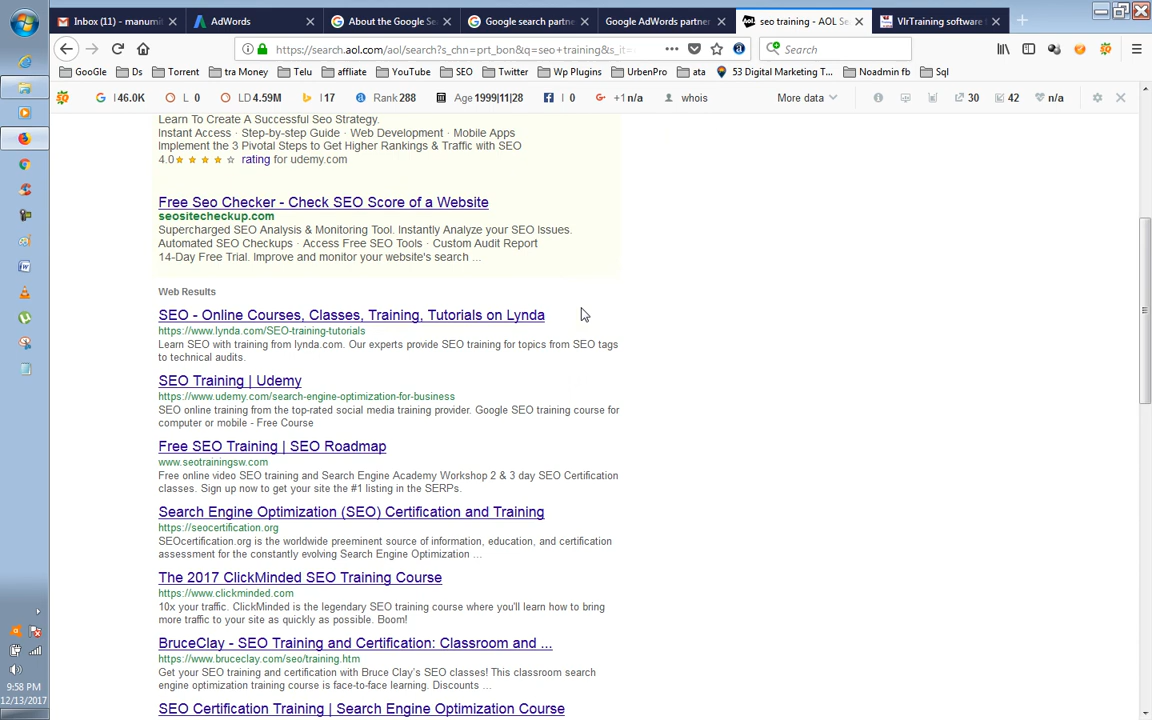 Inbox (11) - manumit
AdWords
About the Google Se
Google search partne
Google AdWords partner
seo training - AOL Se
VlrTraining software t
https://search.aol.com/aol/search?s_chn=prt_bon&q=seo+training&s_it=
Search
GooGle
Ds
Torrent
tra Money
Telu
affliate
YouTube
SEO
Twitter
Wp Plugins
UrbenPro
ata
53 Digital Marketing T...
Noadmin fb
Sql
I 46.0K
L 0
LD 4.59M
I 17
Rank 288
Age 1999|11|28
I 0
+1 n/a
whois
More data
30
42
n/a
Learn To Create A Successful Seo Strategy.
Instant Access · Step-by-step Guide · Web Development · Mobile Apps
Implement the 3 Pivotal Steps to Get Higher Rankings & Traffic with SEO
4.0 ★ ★ ★ ★ ☆ rating for udemy.com
Free Seo Checker - Check SEO Score of a Website
seositecheckup.com
Supercharged SEO Analysis & Monitoring Tool. Instantly Analyze your SEO Issues.
Automated SEO Checkups · Access Free SEO Tools · Custom Audit Report
14-Day Free Trial. Improve and monitor your website's search ...
Web Results
SEO - Online Courses, Classes, Training, Tutorials on Lynda
https://www.lynda.com/SEO-training-tutorials
Learn SEO with training from lynda.com. Our experts provide SEO training for topics from SEO tags
to technical audits.
SEO Training | Udemy
https://www.udemy.com/search-engine-optimization-for-business
SEO online training from the top-rated social media training provider. Google SEO training course for
computer or mobile - Free Course
Free SEO Training | SEO Roadmap
www.seotrainingsw.com
Free online video SEO training and Search Engine Academy Workshop 2 & 3 day SEO Certification
classes. Sign up now to get your site the #1 listing in the SERPs.
Search Engine Optimization (SEO) Certification and Training
https://seocertification.org
SEOcertification.org is the worldwide preeminent source of information, education, and certification
assessment for the constantly evolving Search Engine Optimization ...
The 2017 ClickMinded SEO Training Course
https://www.clickminded.com
10x your traffic. ClickMinded is the legendary SEO training course where you'll learn how to bring
more traffic to your site as quickly as possible. Boom!
BruceClay - SEO Training and Certification: Classroom and ...
https://www.bruceclay.com/seo/training.htm
Get your SEO training and certification with Bruce Clay's SEO classes! This classroom search
engine optimization training course is face-to-face learning. Discounts ...
SEO Certification Training | Search Engine Optimization Course
9:58 PM
12/13/2017